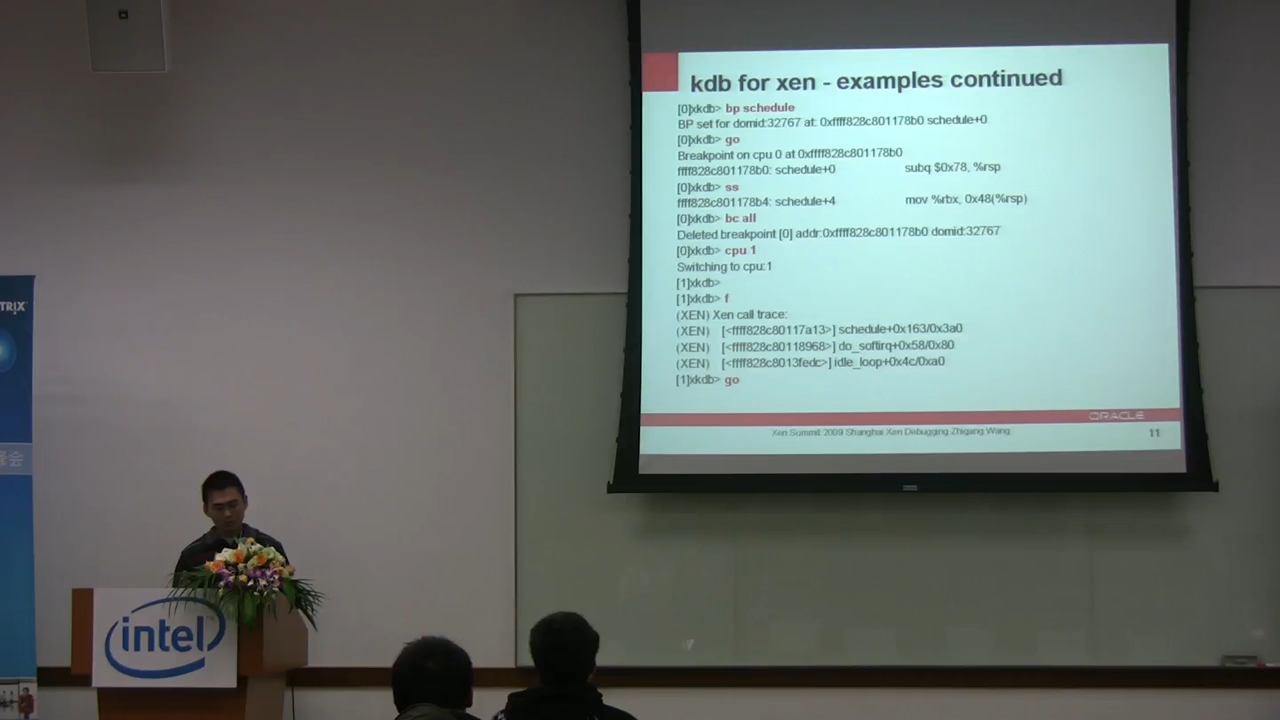 kdb for xen - examples continued
[0]xkdb> bp schedule
BP set for domid:32767 at: 0xffff828c801178b0 schedule+0
[0]xkdb> go
Breakpoint on cpu 0 at 0xffff828c801178b0
ffff828c801178b0: schedule+0 subq $0x78, %rsp
[0]xkdb> ss
ffff828c801178b4: schedule+4 mov %rbx, 0x48(%rsp)
[0]xkdb> bc all
Deleted breakpoint [0] addr:0xffff828c801178b0 domid:32767
[0]xkdb> cpu 1
Switching to cpu:1
[1]xkdb>
[1]xkdb> f
(XEN) Xen call trace:
(XEN) [<ffff828c80117a13>] schedule+0x163/0x3a0
(XEN) [<ffff828c80118968>] do_softirq+0x58/0x80
(XEN) [<ffff828c8013fedc>] idle_loop+0x4c/0xa0
[1]xkdb> go
ORACLE
Xen Summit 2009 Shanghai Xen Debugging Zhigang Wang
11
TRIX
峰会
intel